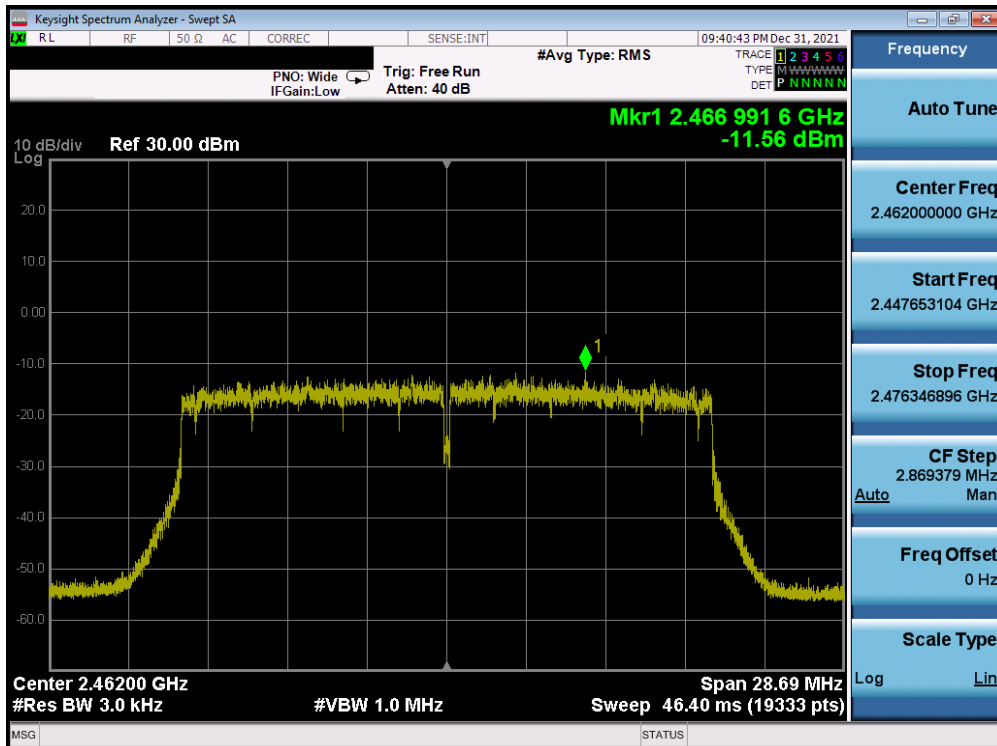 Keysight Spectrum Analyzer - Swept SA
LXI RL RF 50 Ω AC CORREC SENSE:INT 09:40:43 PM Dec 31, 2021
#Avg Type: RMS
TRACE 1 2 3 4 5 6
TYPE M W W W W W
DET P N N N N N
PNO: Wide
IFGain:Low
Trig: Free Run
Atten: 40 dB
Mkr1 2.466 991 6 GHz
-11.56 dBm
10 dB/div
Log
Ref 30.00 dBm
20.0
10.0
0.00
-10.0
-20.0
-30.0
-40.0
-50.0
-60.0
1
Center 2.46200 GHz
Span 28.69 MHz
#Res BW 3.0 kHz
#VBW 1.0 MHz
Sweep 46.40 ms (19333 pts)
MSG
STATUS
Frequency
Auto Tune
Center Freq
2.462000000 GHz
Start Freq
2.447653104 GHz
Stop Freq
2.476346896 GHz
CF Step
2.869379 MHz
Auto Man
Freq Offset
0 Hz
Scale Type
Log Lin